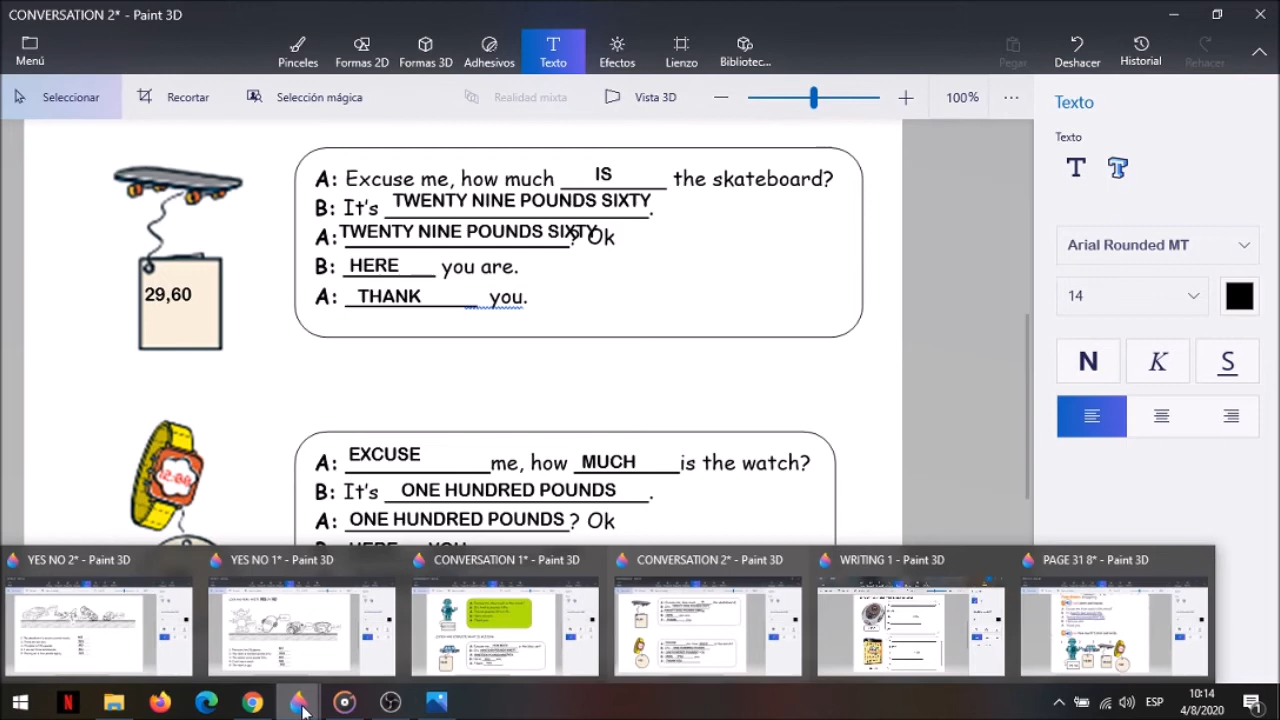 CONVERSATION 2* - Paint 3D
Menú
Pinceles
Formas 2D
Formas 3D
Adhesivos
Texto
Efectos
Lienzo
Bibliotec...
Pegar
Deshacer
Historial
Rehacer
Seleccionar
Recortar
Selección mágica
Realidad mixta
Vista 3D
100%
Texto
Texto
Arial Rounded MT
14
N K S
29,60
A: Excuse me, how much IS the skateboard?
B: It's TWENTY NINE POUNDS SIXTY.
A: TWENTY NINE POUNDS SIXTY? Ok
B: HERE you are.
A: THANK you.
A: EXCUSE me, how MUCH is the watch?
B: It's ONE HUNDRED POUNDS.
A: ONE HUNDRED POUNDS? Ok
YES NO 2* - Paint 3D
YES NO 1* - Paint 3D
CONVERSATION 1* - Paint 3D
CONVERSATION 2* - Paint 3D
WRITING 1 - Paint 3D
PAGE 31 8* - Paint 3D
ESP
10:14
4/8/2020